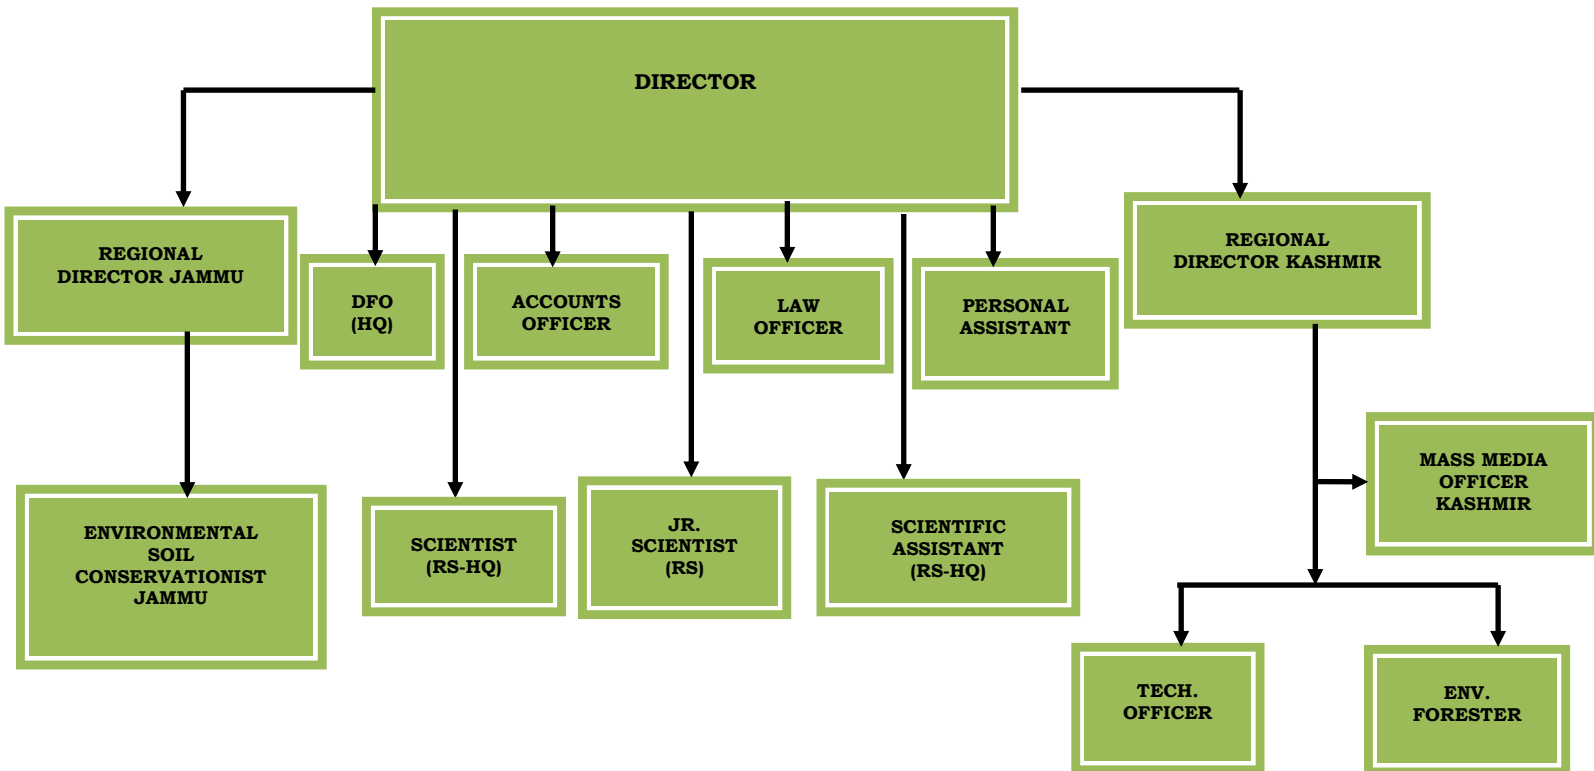 DIRECTOR
REGIONAL
DIRECTOR JAMMU
DFO
(HQ)
ACCOUNTS
OFFICER
LAW
OFFICER
PERSONAL
ASSISTANT
REGIONAL
DIRECTOR KASHMIR
MASS MEDIA
OFFICER
KASHMIR
ENVIRONMENTAL
SOIL
CONSERVATIONIST
JAMMU
SCIENTIST
(RS-HQ)
JR.
SCIENTIST
(RS)
SCIENTIFIC
ASSISTANT
(RS-HQ)
TECH.
OFFICER
ENV.
FORESTER